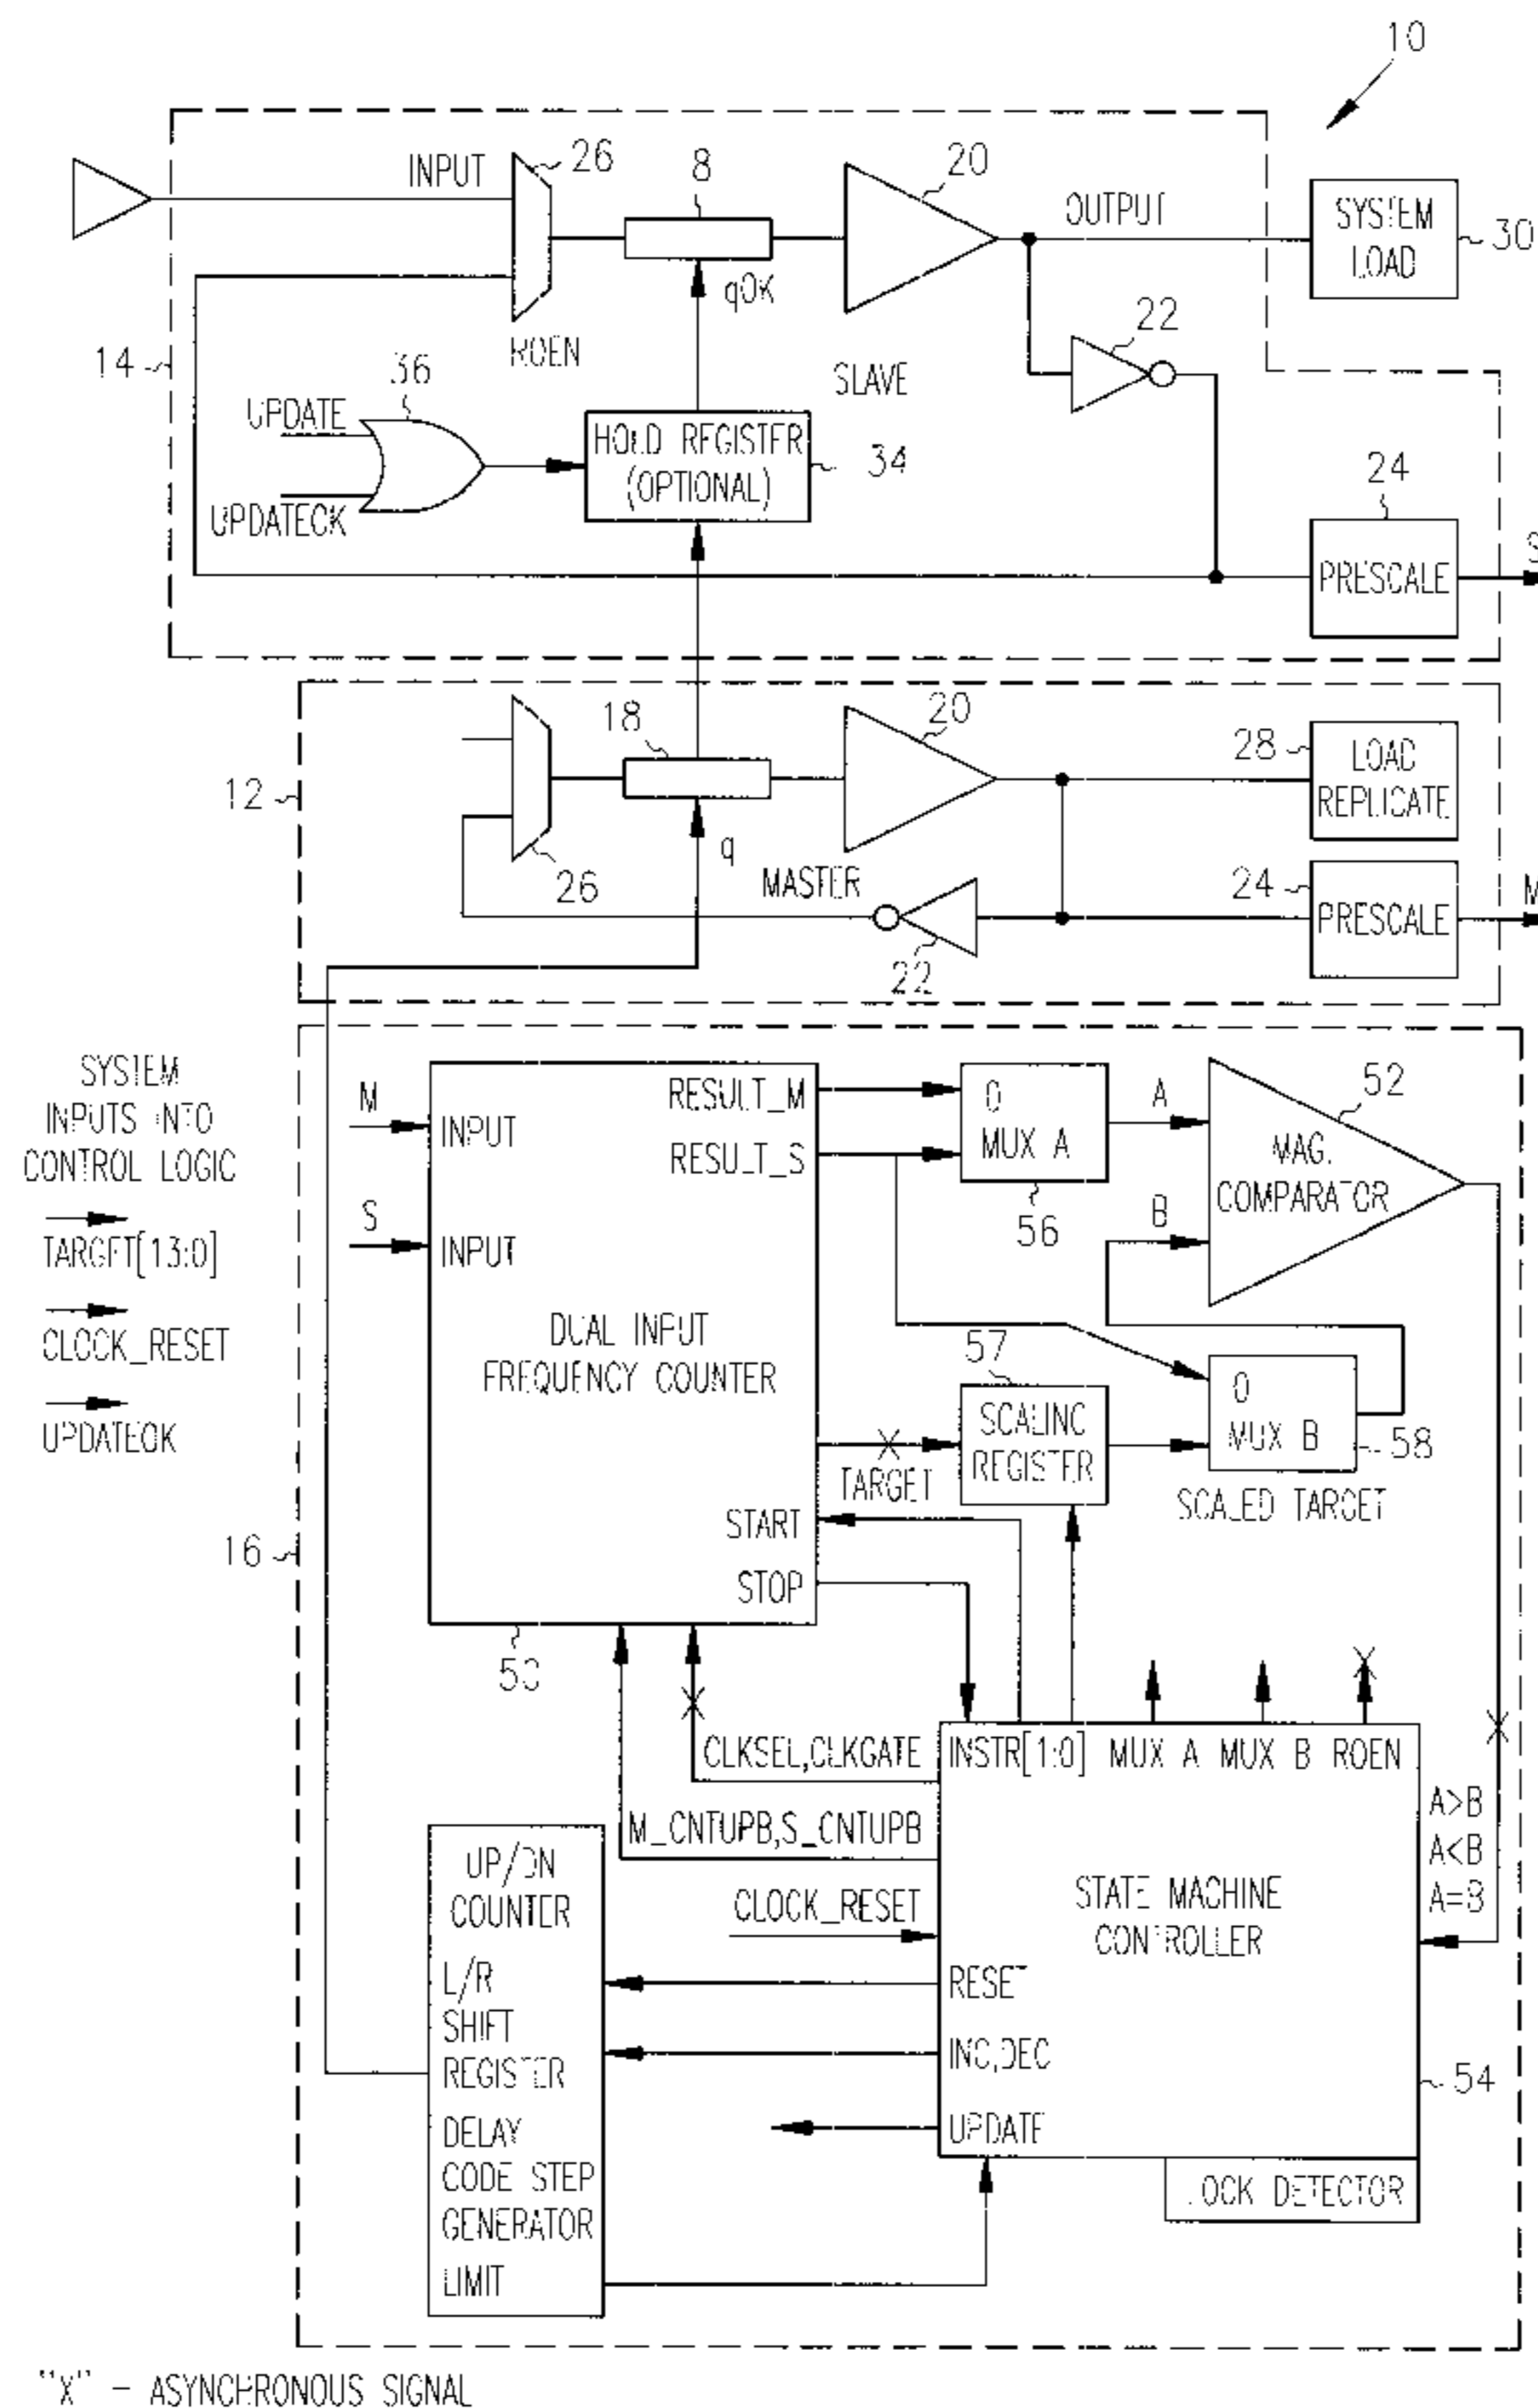 10
26
INPUT
8
20
OUTPUT
SYSTEM
LOAD
30
qOK
ROEN
22
14
36
SLAVE
UPDATE
HOLD REGISTER
(OPTIONAL)
34
24
UPDATECK
PRESCALE
S
18
20
28
LOAD
REPLICATE
12
q
26
MASTER
24
PRESCALE
M
22
SYSTEM
INPUTS INTO
CONTROL LOGIC
TARGET[13:0]
CLOCK_RESET
UPDATEOK
M
INPUT
RESULT_M
0
MUX A
A
52
RESULT_S
MAG.
COMPARATOR
56
B
S
INPUT
DUAL INPUT
FREQUENCY COUNTER
57
SCALING
REGISTER
0
MUX B
58
TARGET
SCALED TARGET
START
16
STOP
50
CLKSEL,CLKGATE
INSTR[1:0] MUX A MUX B ROEN
M_CNTUPB,S_CNTUPB
A>B
A<B
A=B
UP/DN
COUNTER
CLOCK_RESET
STATE MACHINE
CONTROLLER
L/R
SHIFT
REGISTER
RESET
INC,DEC
54
DELAY
CODE STEP
GENERATOR
UPDATE
LOCK DETECTOR
LIMIT
"X" - ASYNCHRONOUS SIGNAL